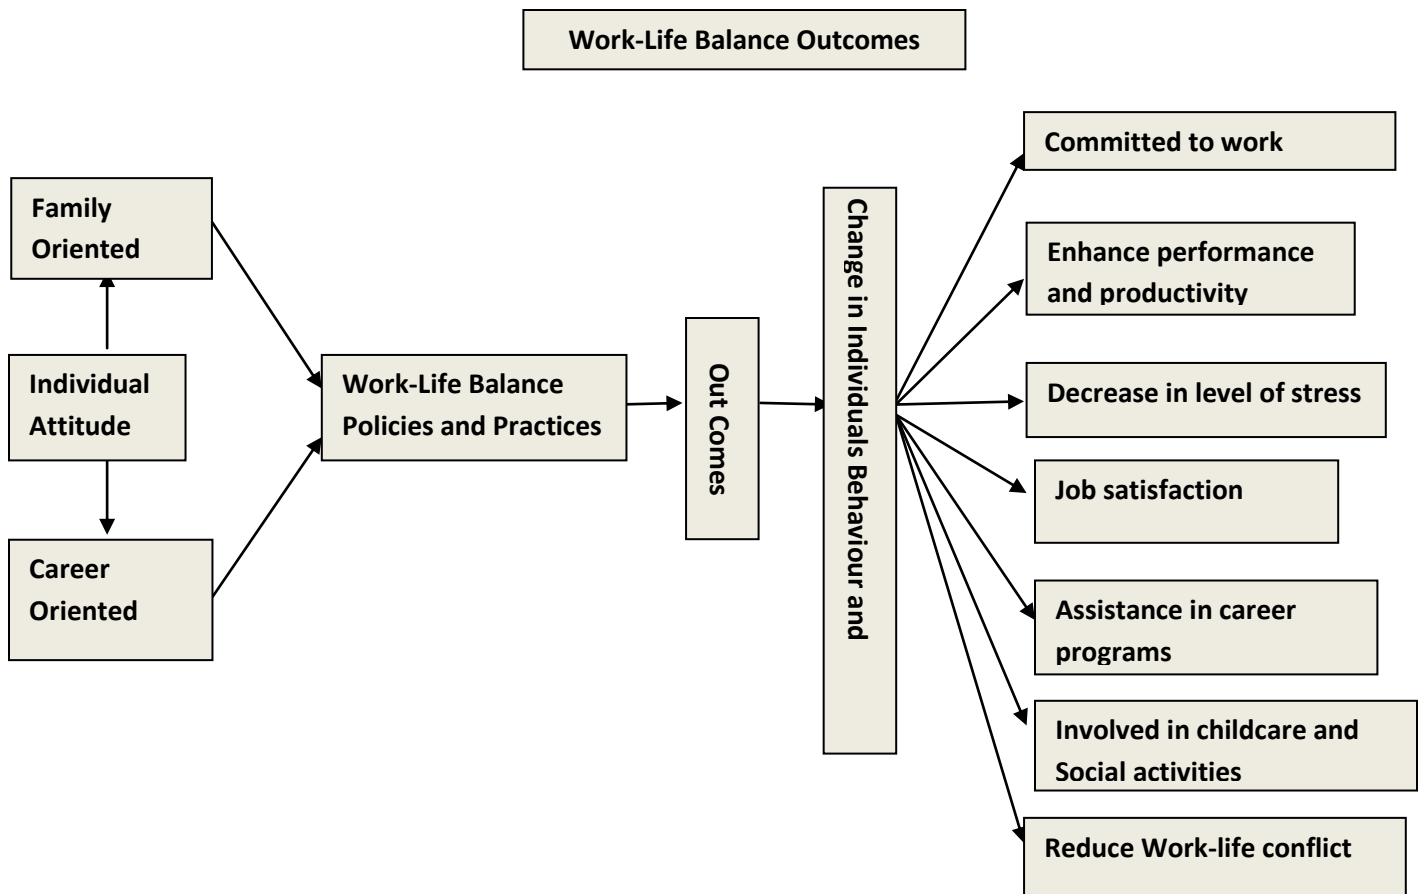 Work-Life Balance Outcomes
Family
Oriented
Individual
Attitude
Career
Oriented
Work-Life Balance
Policies and Practices
Out Comes
Change in Individuals Behaviour and
Committed to work
Enhance performance
and productivity
Decrease in level of stress
Job satisfaction
Assistance in career
programs
Involved in childcare and
Social activities
Reduce Work-life conflict